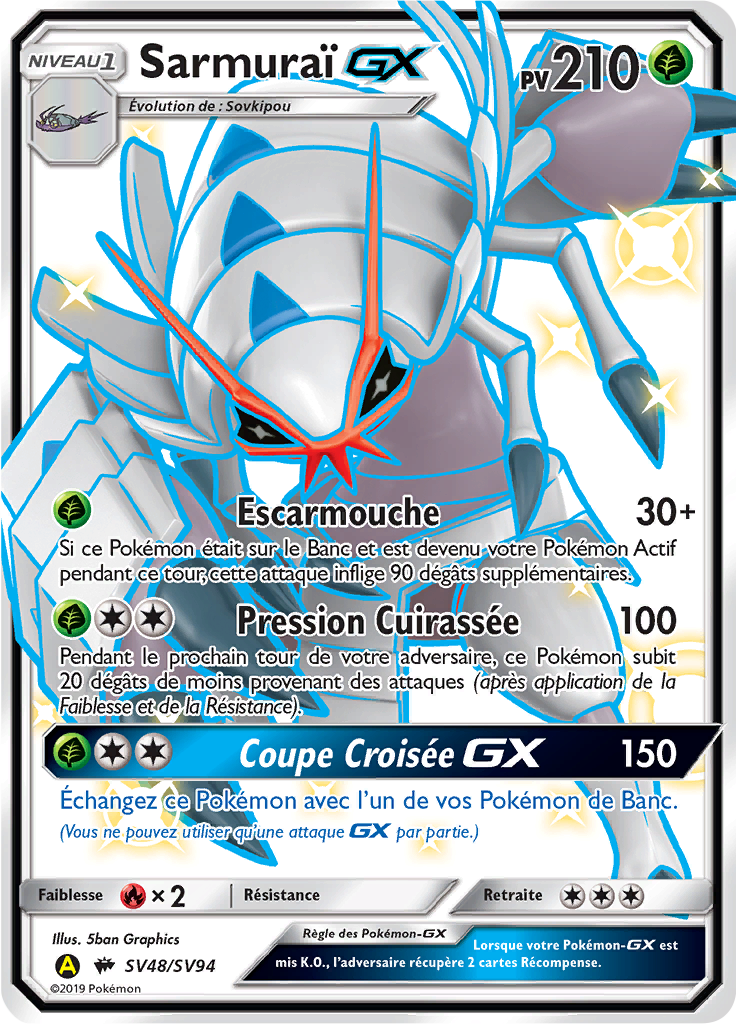 NIVEAU 1
Sarmuraï GX
PV 210
Évolution de : Sovkipou
Escarmouche 30+
Si ce Pokémon était sur le Banc et est devenu votre Pokémon Actif
pendant ce tour, cette attaque inflige 90 dégâts supplémentaires.
Pression Cuirassée 100
Pendant le prochain tour de votre adversaire, ce Pokémon subit
20 dégâts de moins provenant des attaques (après application de la
Faiblesse et de la Résistance).
Coupe Croisée GX 150
Échangez ce Pokémon avec l'un de vos Pokémon de Banc.
(Vous ne pouvez utiliser qu'une attaque GX par partie.)
Faiblesse × 2 Résistance Retraite
Illus. 5ban Graphics
A SV48/SV94
©2019 Pokémon
Règle des Pokémon-GX
Lorsque votre Pokémon-GX est
mis K.O., l'adversaire récupère 2 cartes Récompense.